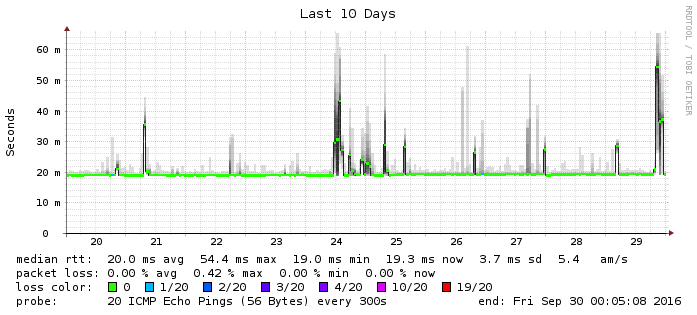 Last 10 Days
RRDTOOL / TOBI OETIKER
Seconds
60 m
50 m
40 m
30 m
20 m
10 m
0
20 21 22 23 24 25 26 27 28 29
median rtt: 20.0 ms avg 54.4 ms max 19.0 ms min 19.3 ms now 3.7 ms sd 5.4 am/s
packet loss: 0.00 % avg 0.42 % max 0.00 % min 0.00 % now
loss color: 0 1/20 2/20 3/20 4/20 10/20 19/20
probe: 20 ICMP Echo Pings (56 Bytes) every 300s end: Fri Sep 30 00:05:08 2016